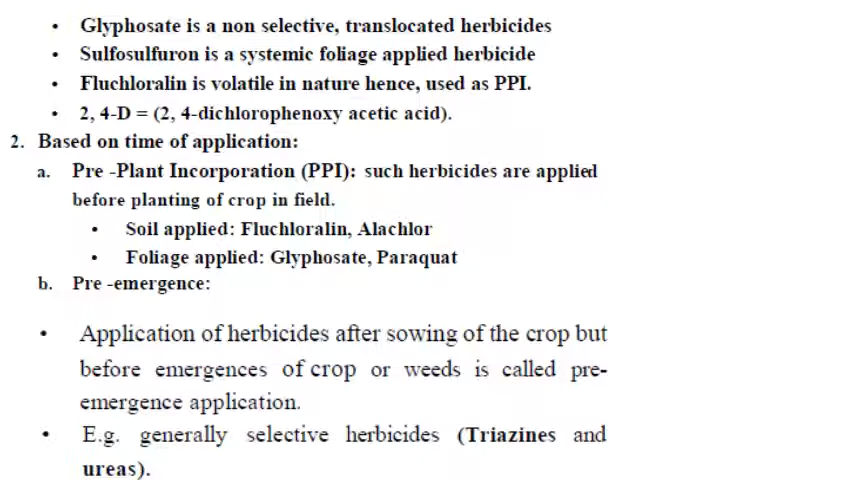 • Glyphosate is a non selective, translocated herbicides
• Sulfosulfuron is a systemic foliage applied herbicide
• Fluchloralin is volatile in nature hence, used as PPI.
• 2, 4-D = (2, 4-dichlorophenoxy acetic acid).
2. Based on time of application:
a. Pre -Plant Incorporation (PPI): such herbicides are applied
before planting of crop in field.
• Soil applied: Fluchloralin, Alachlor
• Foliage applied: Glyphosate, Paraquat
b. Pre -emergence:
• Application of herbicides after sowing of the crop but
before emergences of crop or weeds is called pre-
emergence application.
• E.g. generally selective herbicides (Triazines and
ureas).